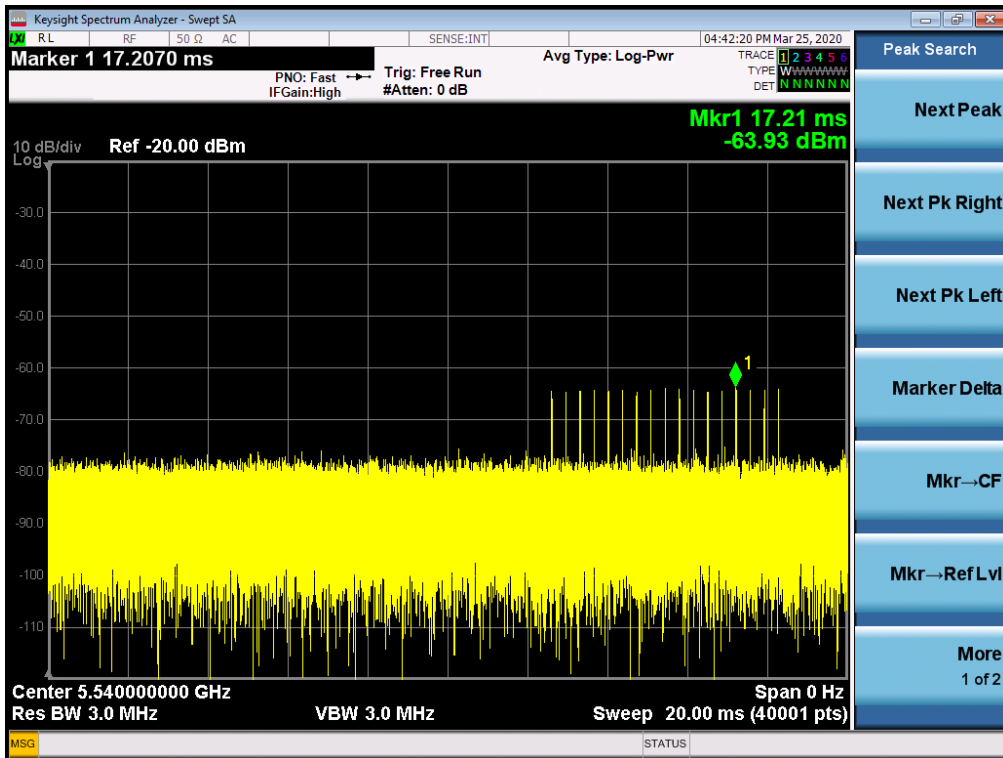 Keysight Spectrum Analyzer - Swept SA
LXI RL RF 50 Ω AC SENSE:INT 04:42:20 PM Mar 25, 2020
Marker 1 17.2070 ms
PNO: Fast
IFGain:High
Trig: Free Run
#Atten: 0 dB
Avg Type: Log-Pwr
TRACE 1 2 3 4 5 6
TYPE WWWWWW
DET N N N N N N
Mkr1 17.21 ms
-63.93 dBm
10 dB/div
Log
Ref -20.00 dBm
-30.0
-40.0
-50.0
-60.0
1
-70.0
-80.0
-90.0
-100
-110
Center 5.540000000 GHz
Span 0 Hz
Res BW 3.0 MHz
VBW 3.0 MHz
Sweep 20.00 ms (40001 pts)
MSG
STATUS
Peak Search
Next Peak
Next Pk Right
Next Pk Left
Marker Delta
Mkr→CF
Mkr→Ref Lvl
More
1 of 2